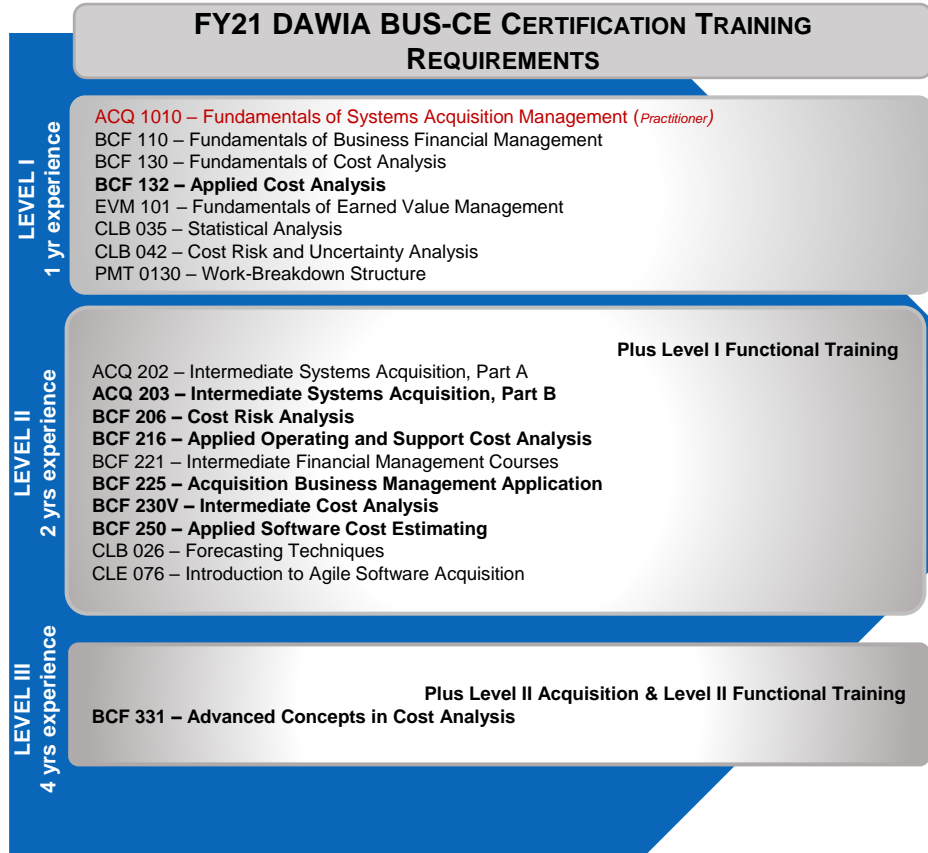 FY21 DAWIA BUS-CE CERTIFICATION TRAINING
REQUIREMENTS
LEVEL I
1 yr experience
ACQ 1010 – Fundamentals of Systems Acquisition Management (Practitioner)
BCF 110 – Fundamentals of Business Financial Management
BCF 130 – Fundamentals of Cost Analysis
BCF 132 – Applied Cost Analysis
EVM 101 – Fundamentals of Earned Value Management
CLB 035 – Statistical Analysis
CLB 042 – Cost Risk and Uncertainty Analysis
PMT 0130 – Work-Breakdown Structure
LEVEL II
2 yrs experience
Plus Level I Functional Training
ACQ 202 – Intermediate Systems Acquisition, Part A
ACQ 203 – Intermediate Systems Acquisition, Part B
BCF 206 – Cost Risk Analysis
BCF 216 – Applied Operating and Support Cost Analysis
BCF 221 – Intermediate Financial Management Courses
BCF 225 – Acquisition Business Management Application
BCF 230V – Intermediate Cost Analysis
BCF 250 – Applied Software Cost Estimating
CLB 026 – Forecasting Techniques
CLE 076 – Introduction to Agile Software Acquisition
LEVEL III
4 yrs experience
Plus Level II Acquisition & Level II Functional Training
BCF 331 – Advanced Concepts in Cost Analysis